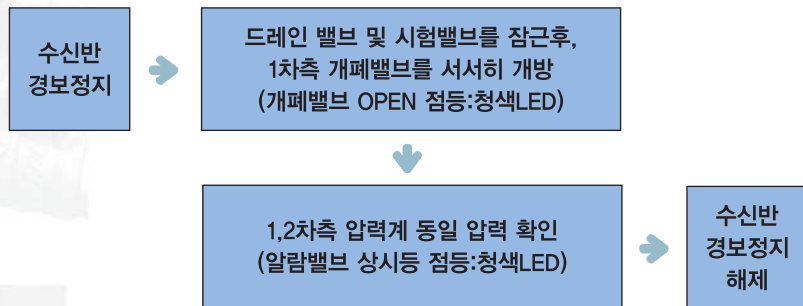 수신반
경보정지
드레인 밸브 및 시험밸브를 잠근후,
1차측 개폐밸브를 서서히 개방
(개폐밸브 OPEN 점등:청색LED)
1,2차측 압력계 동일 압력 확인
(알람밸브 상시등 점등:청색LED)
수신반
경보정지
해제